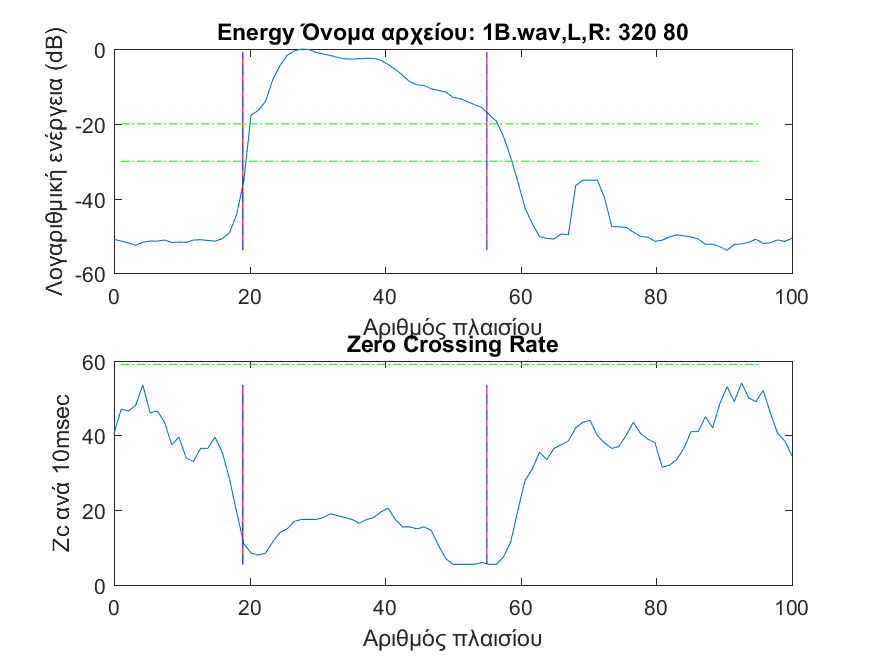 Energy Όνομα αρχείου: 1B.wav,L,R: 320 80
Λογαριθμική ενέργεια (dB)
0
-20
-40
-60
0 20 40 60 80 100
Αριθμός πλαισίου
Zero Crossing Rate
Zc ανά 10msec
60
40
20
0
0 20 40 60 80 100
Αριθμός πλαισίου